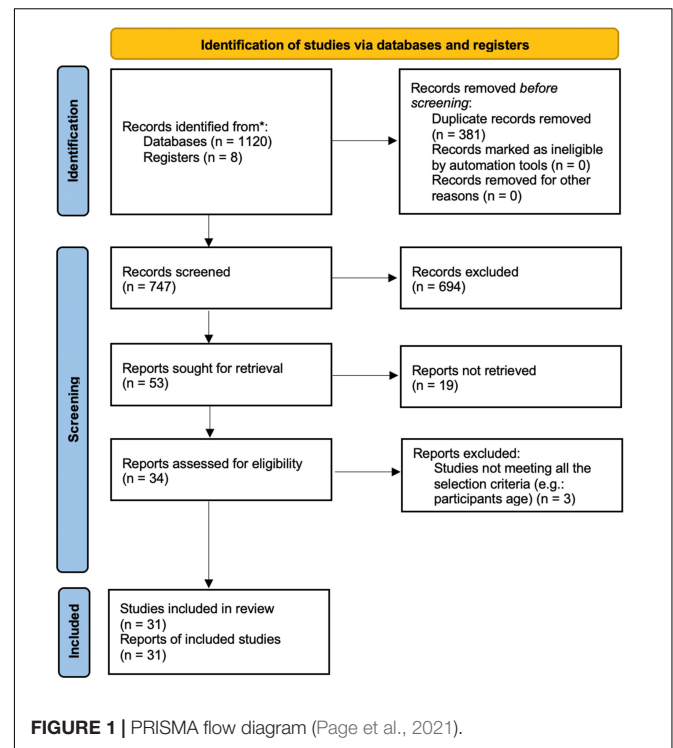 Identification of studies via databases and registers
Identification
Records identified from*:
Databases (n = 1120)
Registers (n = 8)
Records removed before
screening:
Duplicate records removed
(n = 381)
Records marked as ineligible
by automation tools (n = 0)
Records removed for other
reasons (n = 0)
Screening
Records screened
(n = 747)
Records excluded
(n = 694)
Reports sought for retrieval
(n = 53)
Reports not retrieved
(n = 19)
Reports assessed for eligibility
(n = 34)
Reports excluded:
Studies not meeting all the
selection criteria (e.g.:
participants age) (n = 3)
Included
Studies included in review
(n = 31)
Reports of included studies
(n = 31)
FIGURE 1 | PRISMA flow diagram (Page et al., 2021).